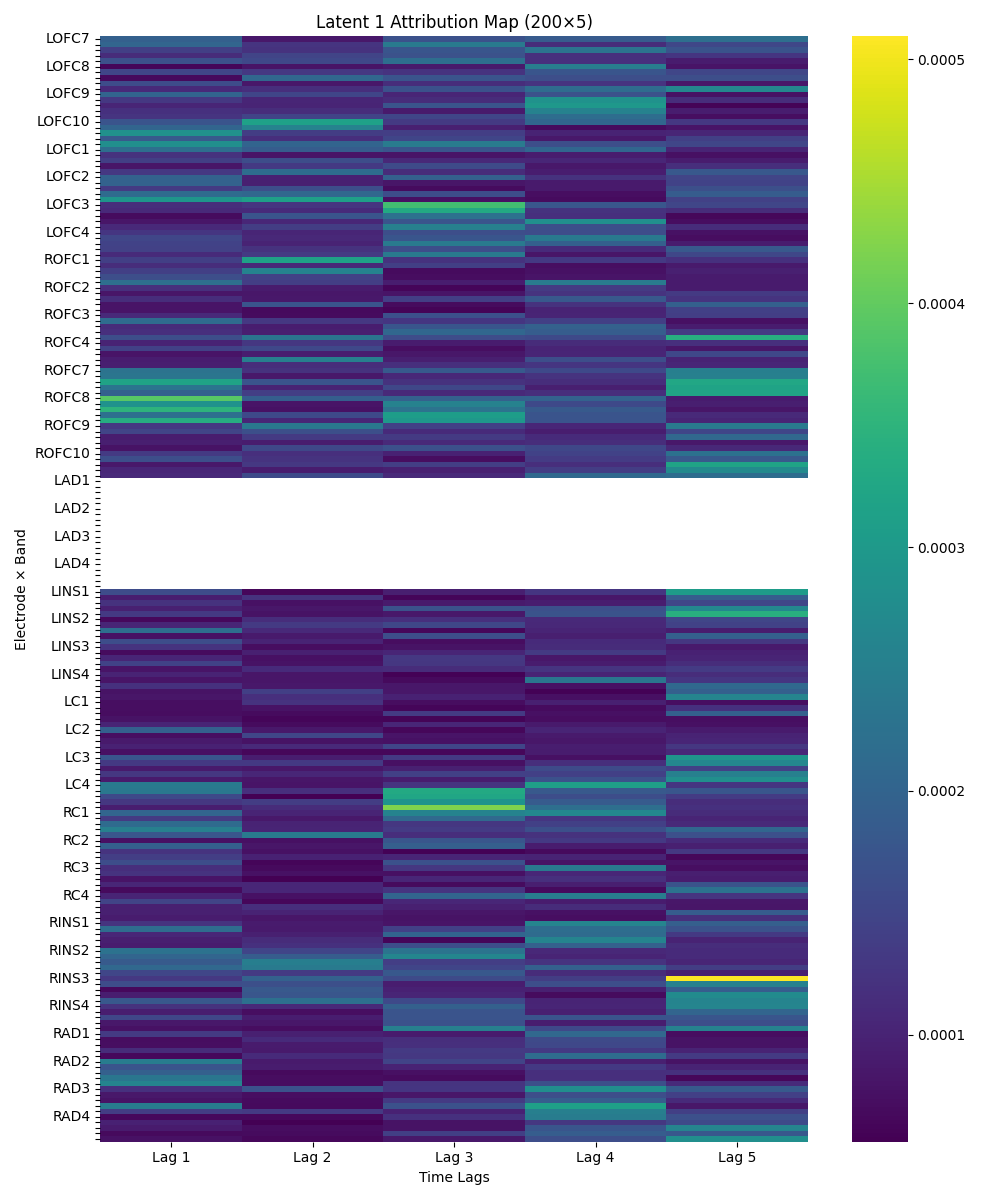 Latent 1 Attribution Map (200×5)
LOFC7
LOFC8
LOFC9
LOFC10
LOFC1
LOFC2
LOFC3
LOFC4
ROFC1
ROFC2
ROFC3
ROFC4
ROFC7
ROFC8
ROFC9
ROFC10
LAD1
LAD2
LAD3
LAD4
LINS1
LINS2
LINS3
LINS4
LC1
LC2
LC3
LC4
RC1
RC2
RC3
RC4
RINS1
RINS2
RINS3
RINS4
RAD1
RAD2
RAD3
RAD4
Electrode × Band
Lag 1 Lag 2 Lag 3 Lag 4 Lag 5
Time Lags
0.0005
0.0004
0.0003
0.0002
0.0001